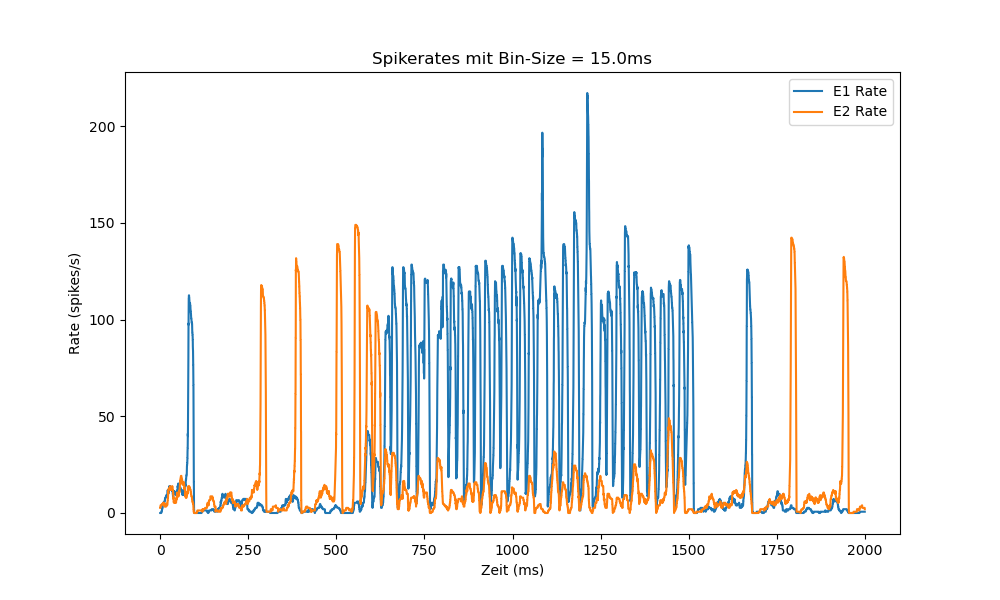 Spikerates mit Bin-Size = 15.0ms
E1 Rate
E2 Rate
Rate (spikes/s)
200
150
100
50
0
0 250 500 750 1000 1250 1500 1750 2000
Zeit (ms)